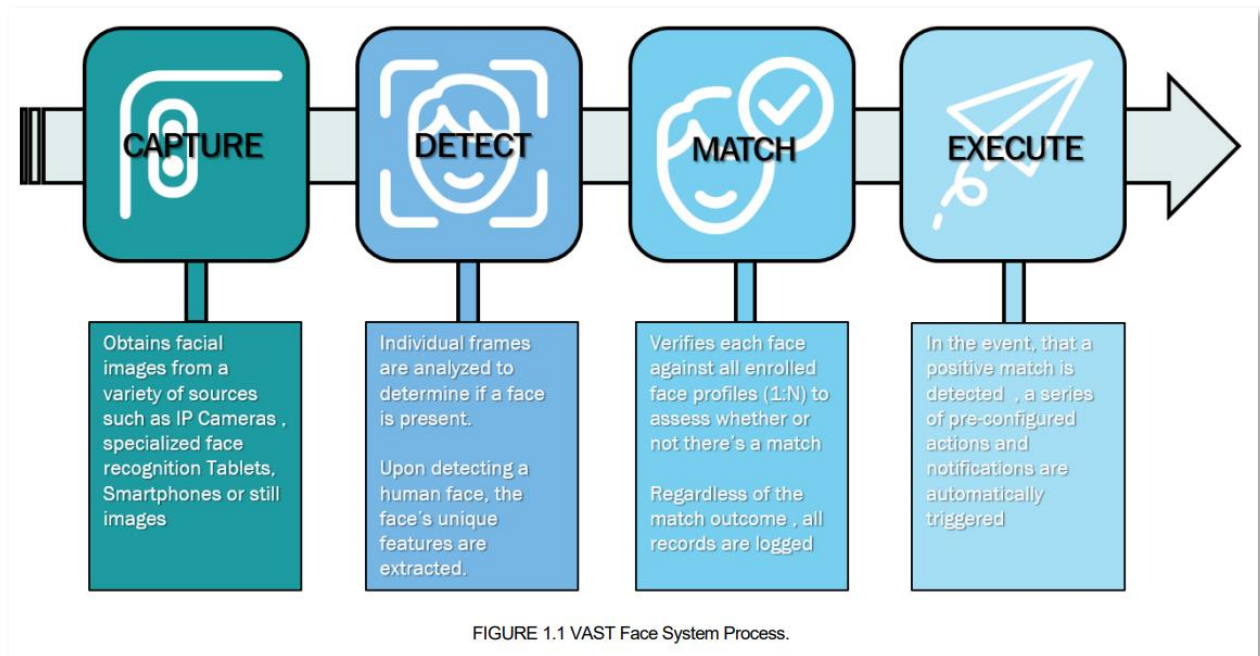 CAPTURE
DETECT
MATCH
EXECUTE
Obtains facial
images from a
variety of sources
such as IP Cameras ,
specialized face
recognition Tablets,
Smartphones or still
images
Individual frames
are analyzed to
determine if a face
is present.
Upon detecting a
human face, the
face's unique
features are
extracted.
Verifies each face
against all enrolled
face profiles (1:N) to
assess whether or
not there's a match
Regardless of the
match outcome , all
records are logged
In the event, that a
positive match is
detected , a series
of pre-configured
actions and
notifications are
automatically
triggered
FIGURE 1.1 VAST Face System Process.